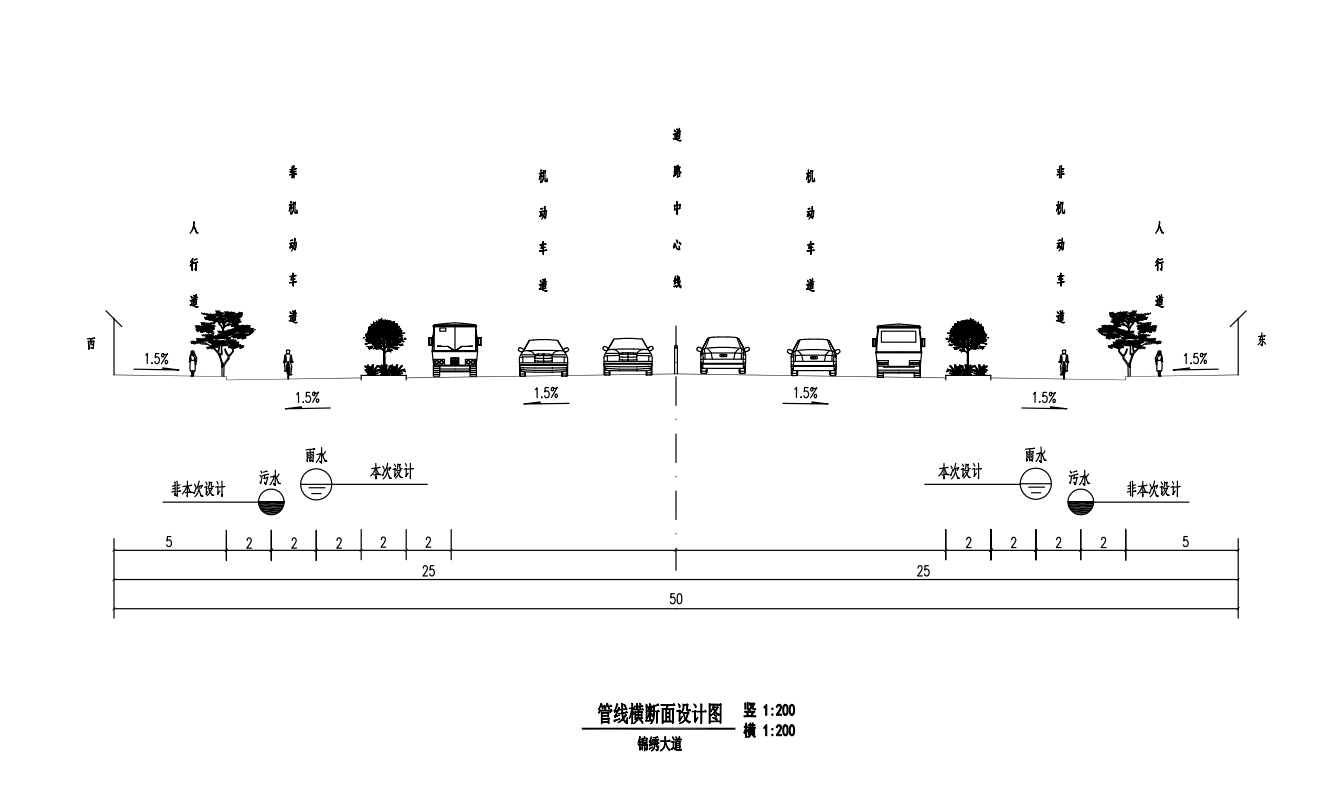 道路中心线
非机动车道
机动车道
机动车道
非机动车道
人行道
人行道
西
东
1.5%
1.5%
1.5%
1.5%
1.5%
1.5%
雨水
污水
本次设计
非本次设计
雨水
本次设计
污水
非本次设计
5 2 2 2 2 2 2 2 2 2 5
25 25
50
管线横断面设计图 竖 1:200
横 1:200
锦绣大道